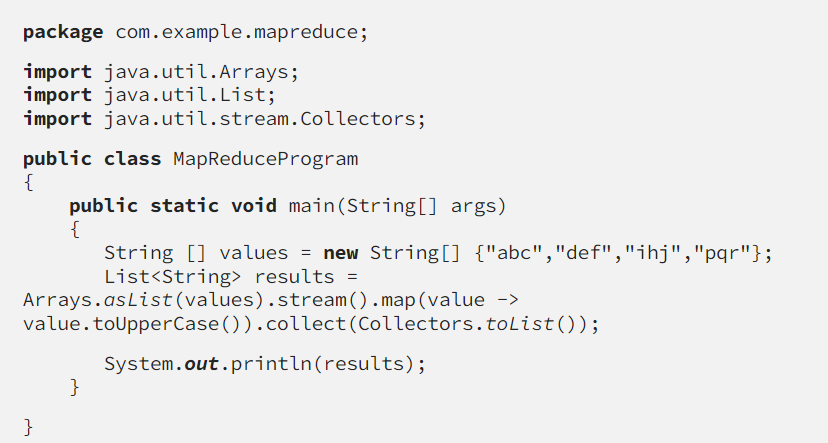 package com.example.mapreduce;
import java.util.Arrays;
import java.util.List;
import java.util.stream.Collectors;
public class MapReduceProgram
{
public static void main(String[] args)
{
String [] values = new String[] {"abc","def","ihj","pqr"};
List<String> results =
Arrays.asList(values).stream().map(value ->
value.toUpperCase()).collect(Collectors.toList());
System.out.println(results);
}
}